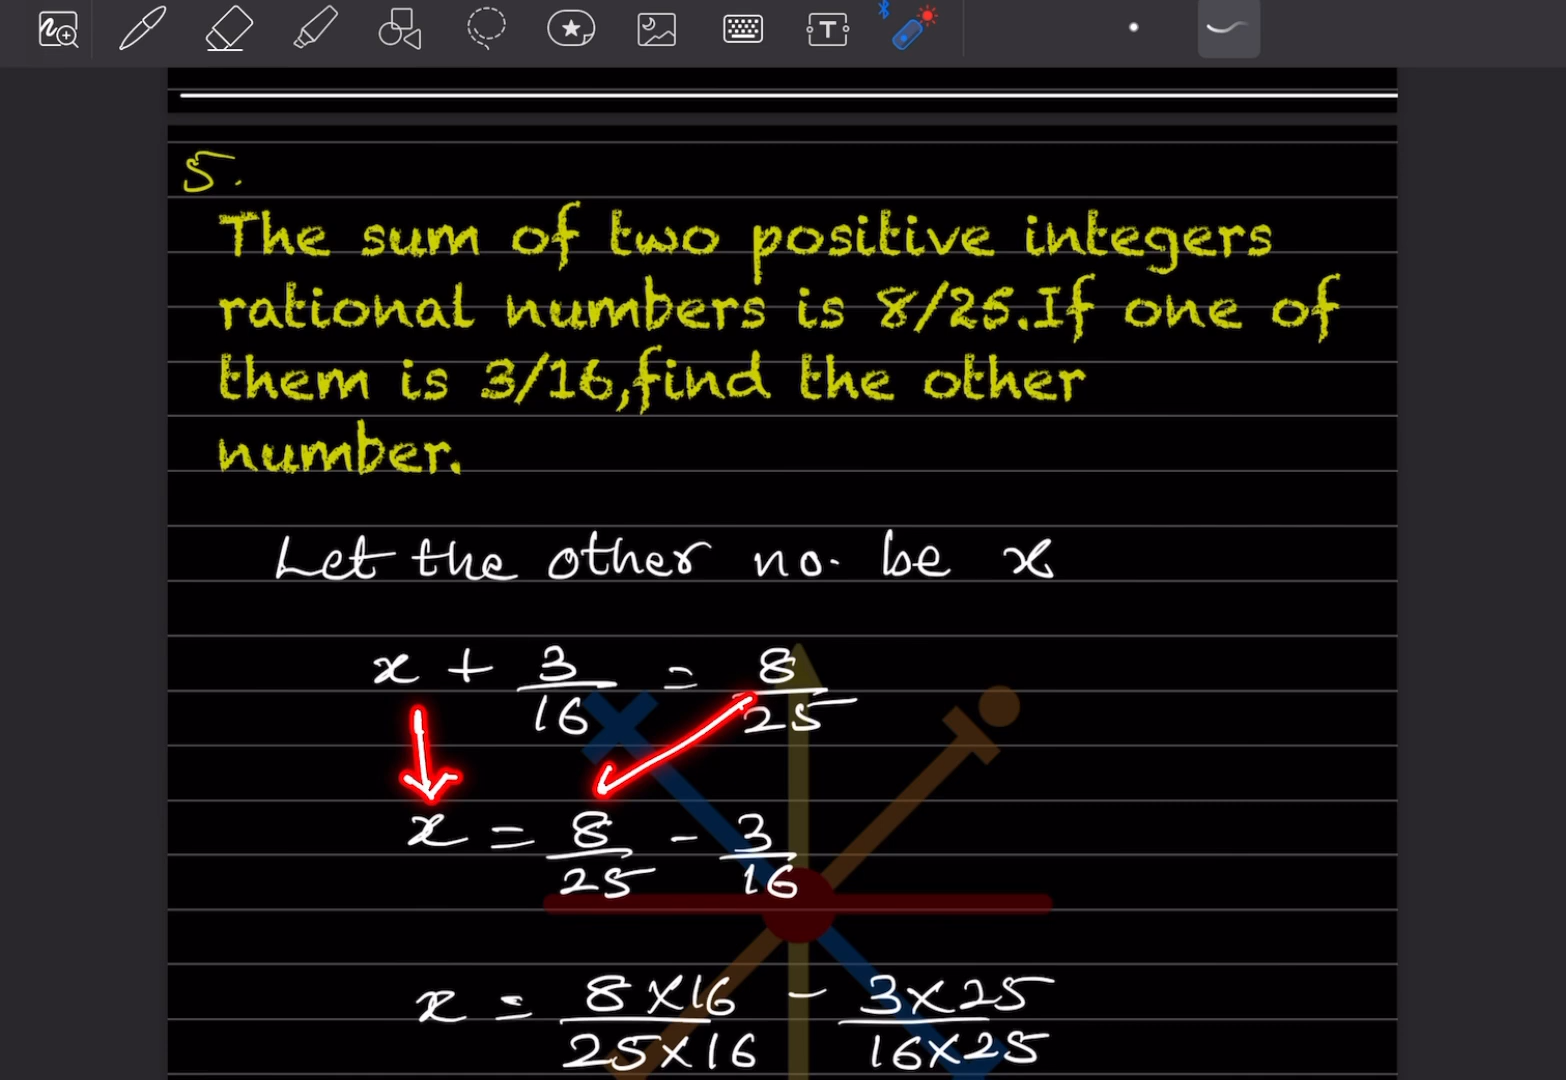 5.
The sum of two positive integers
rational numbers is 8/25.If one of
them is 3/16,find the other
number.
Let the other no. be x
x + 3/16 = 8/25
x = 8/25 - 3/16
x = 8×16/25×16 - 3×25/16×25